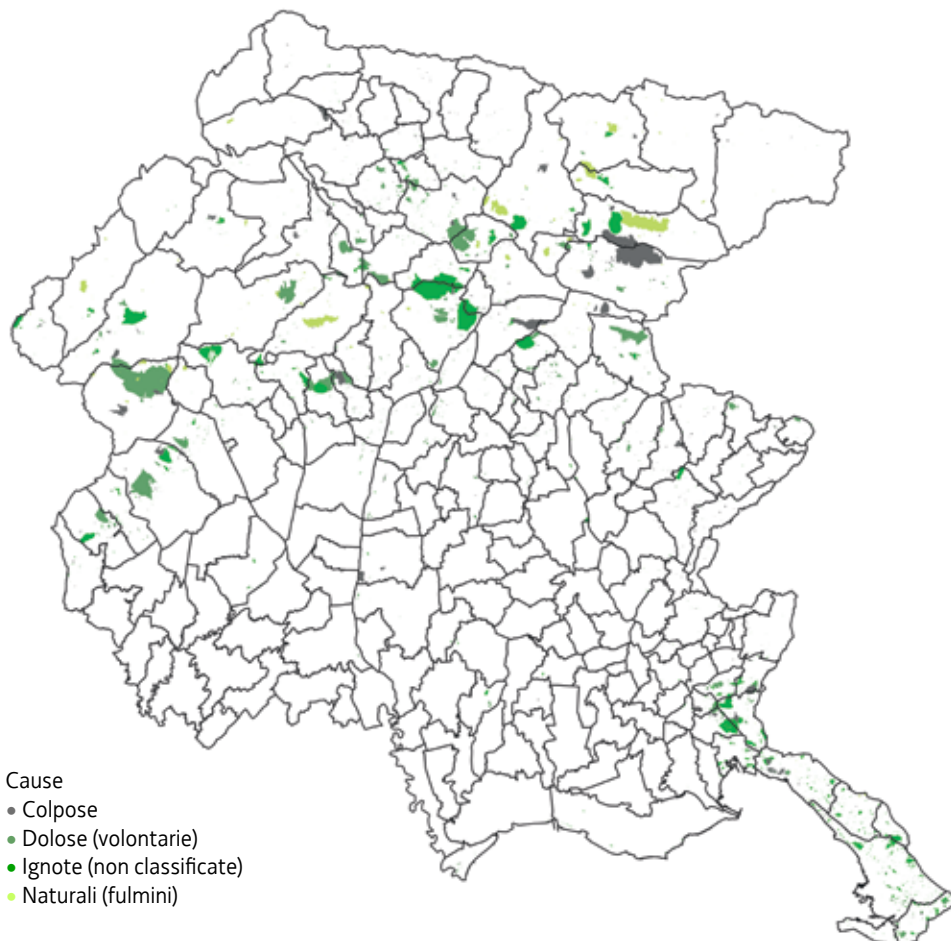 Cause
Colpose
Dolose (volontarie)
Ignote (non classificate)
Naturali (fulmini)